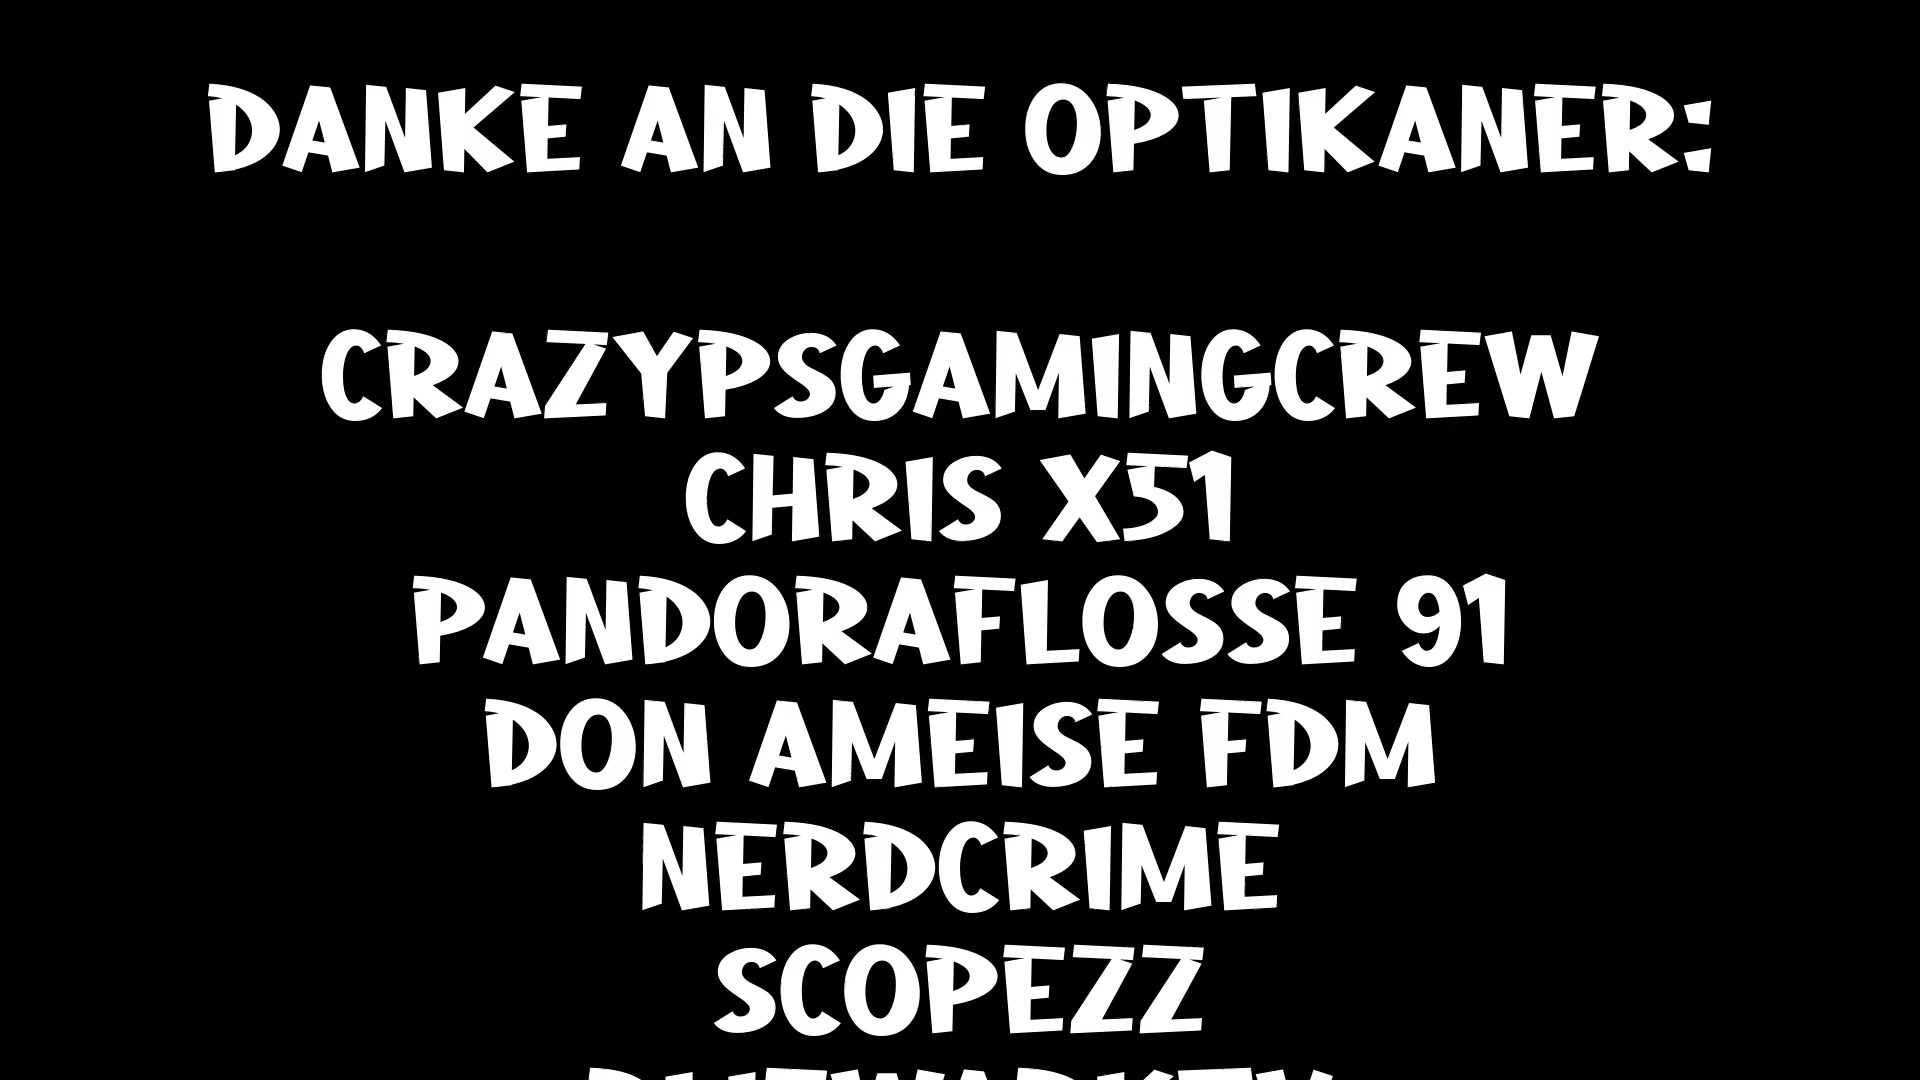 DANKE AN DIE OPTIKANER:
CRAZYPSGAMINGCREW
CHRIS X51
PANDORAFLOSSE 91
DON AMEISE FDM
NERDCRIME
SCOPEZZ